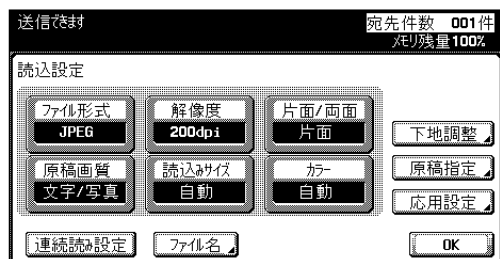 送信できます 宛先件数 001件
メモリ残量100%
読込設定
ファイル形式 解像度 片面/両面
JPEG 200dpi 片面
下地調整
原稿画質 読込みサイズ カラー
原稿指定
文字/写真 自動 自動
応用設定
連続読み設定 ファイル名 OK